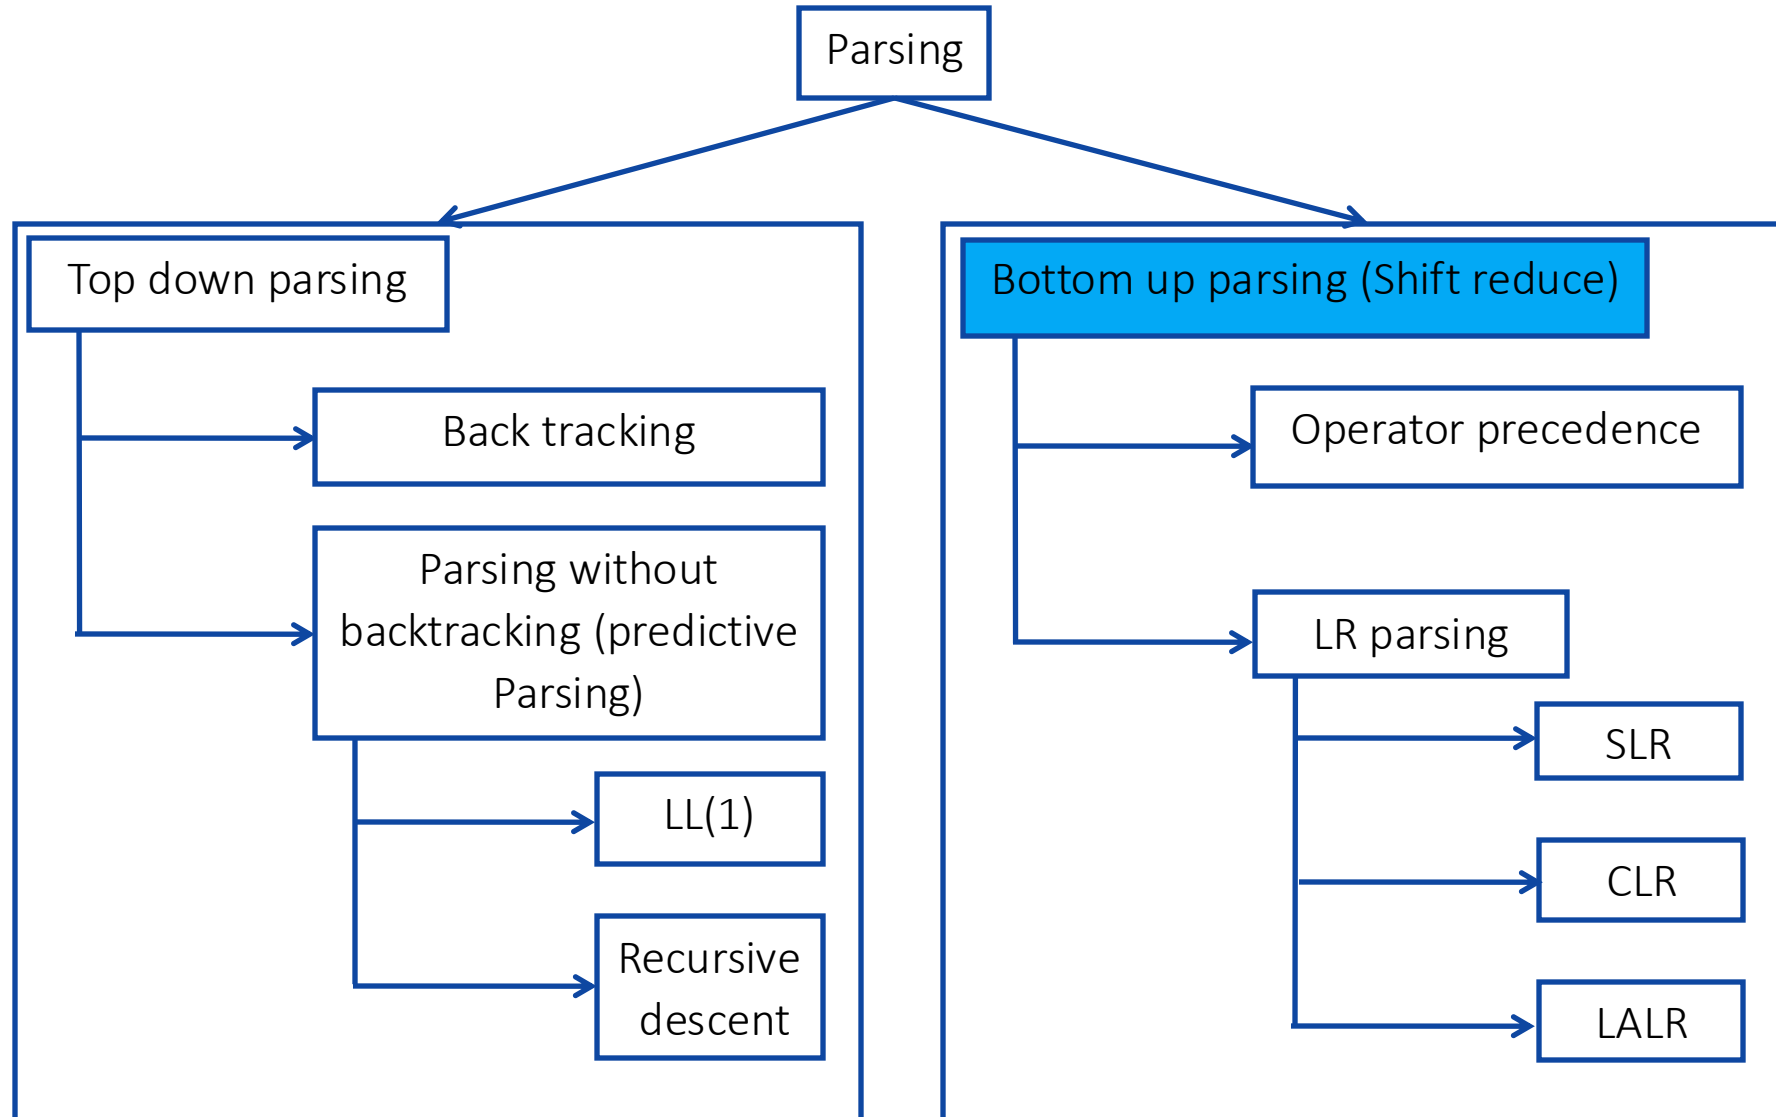 Parsing
Top down parsing
Back tracking
Parsing without
backtracking (predictive
Parsing)
LL(1)
Recursive
descent
Bottom up parsing (Shift reduce)
Operator precedence
LR parsing
SLR
CLR
LALR